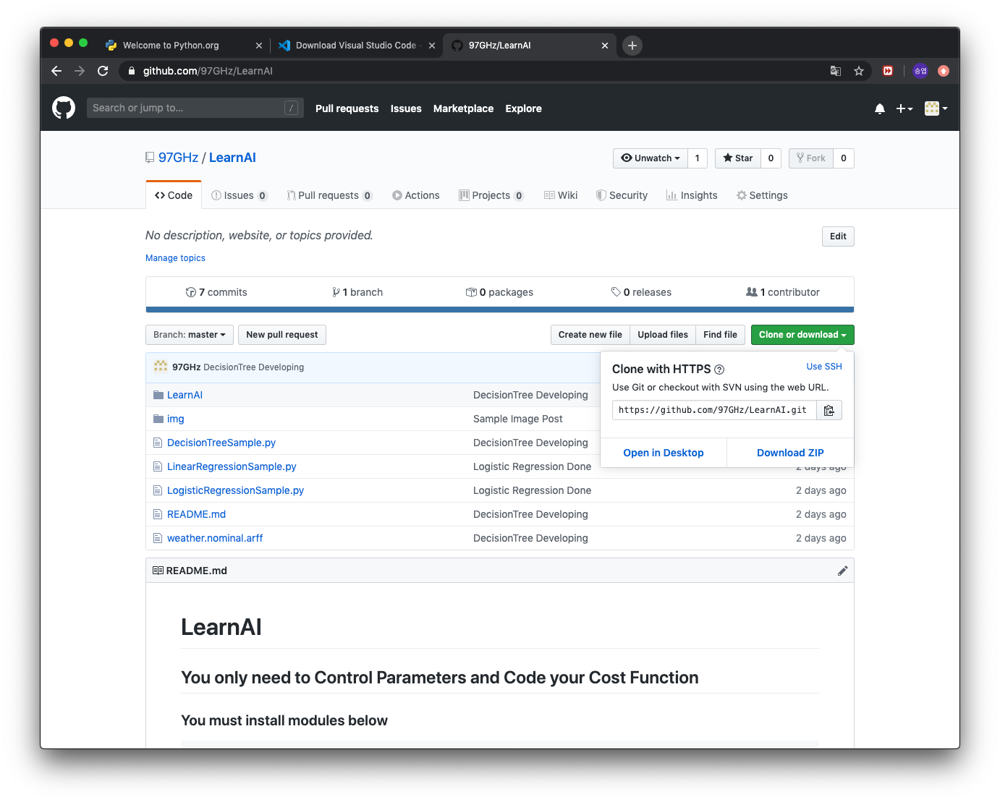 Welcome to Python.org
Download Visual Studio Code -
97GHz/LearnAI
github.com/97GHz/LearnAI
승엽
Search or jump to...
/
Pull requests
Issues
Marketplace
Explore
97GHz / LearnAI
Unwatch 1
Star 0
Fork 0
Code
Issues 0
Pull requests 0
Actions
Projects 0
Wiki
Security
Insights
Settings
No description, website, or topics provided.
Edit
Manage topics
7 commits
1 branch
0 packages
0 releases
1 contributor
Branch: master
New pull request
Create new file
Upload files
Find file
Clone or download
97GHz DecisionTree Developing
Clone with HTTPS
Use SSH
Use Git or checkout with SVN using the web URL.
https://github.com/97GHz/LearnAI.git
Open in Desktop
Download ZIP
LearnAI DecisionTree Developing
img Sample Image Post
DecisionTreeSample.py DecisionTree Developing
LinearRegressionSample.py Logistic Regression Done 2 days ago
LogisticRegressionSample.py Logistic Regression Done 2 days ago
README.md DecisionTree Developing 2 days ago
weather.nominal.arff DecisionTree Developing 2 days ago
README.md
LearnAI
You only need to Control Parameters and Code your Cost Function
You must install modules below